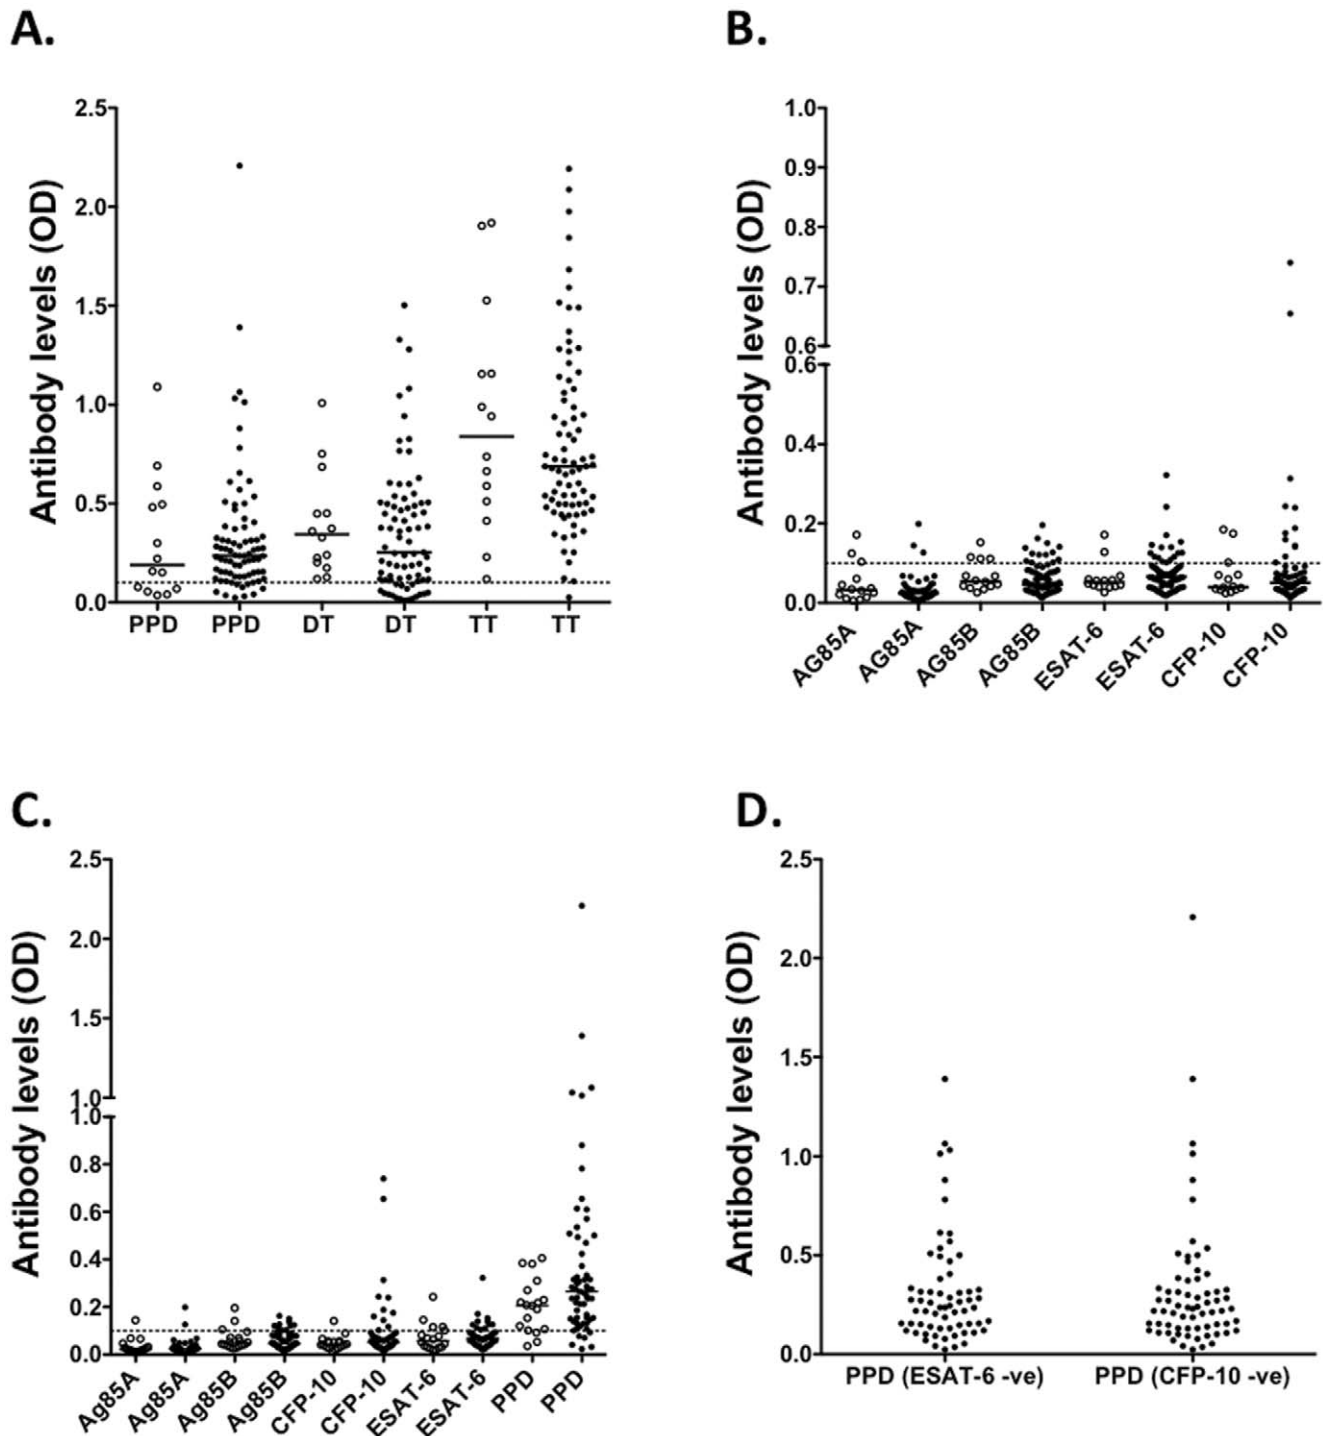 A.
Antibody levels (OD)
2.5
2.0
1.5
1.0
0.5
0.0
PPD PPD DT DT TT TT
B.
Antibody levels (OD)
1.0
0.9
0.8
0.7
0.6
0.6
0.4
0.2
0.0
AG85A AG85A AG85B AG85B ESAT-6 ESAT-6 CFP-10 CFP-10
C.
Antibody levels (OD)
2.5
2.0
1.5
1.0
1.0
0.8
0.6
0.4
0.2
0.0
Ag85A Ag85A Ag85B Ag85B CFP-10 CFP-10 ESAT-6 ESAT-6 PPD PPD
D.
Antibody levels (OD)
2.5
2.0
1.5
1.0
0.5
0.0
PPD (ESAT-6 -ve) PPD (CFP-10 -ve)